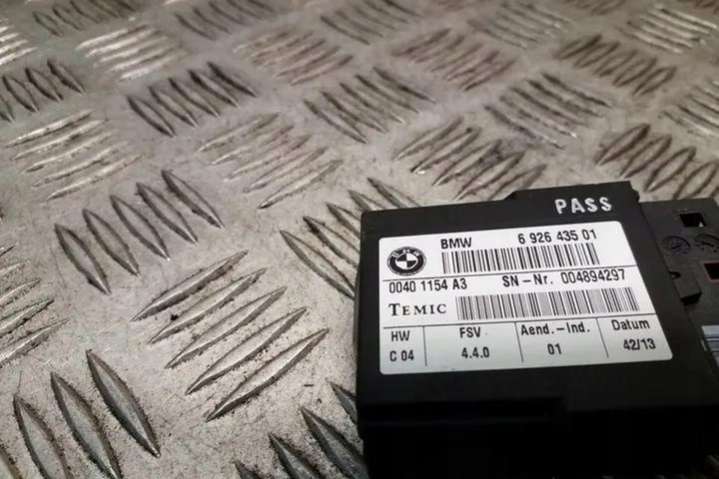 PASS
BMW 6 926 435 01
0040 1154 A3 SN-Nr. 004894297
TEMIC
HW FSV Aend.-Ind. Datum
C 04 4.4.0 01 42/13